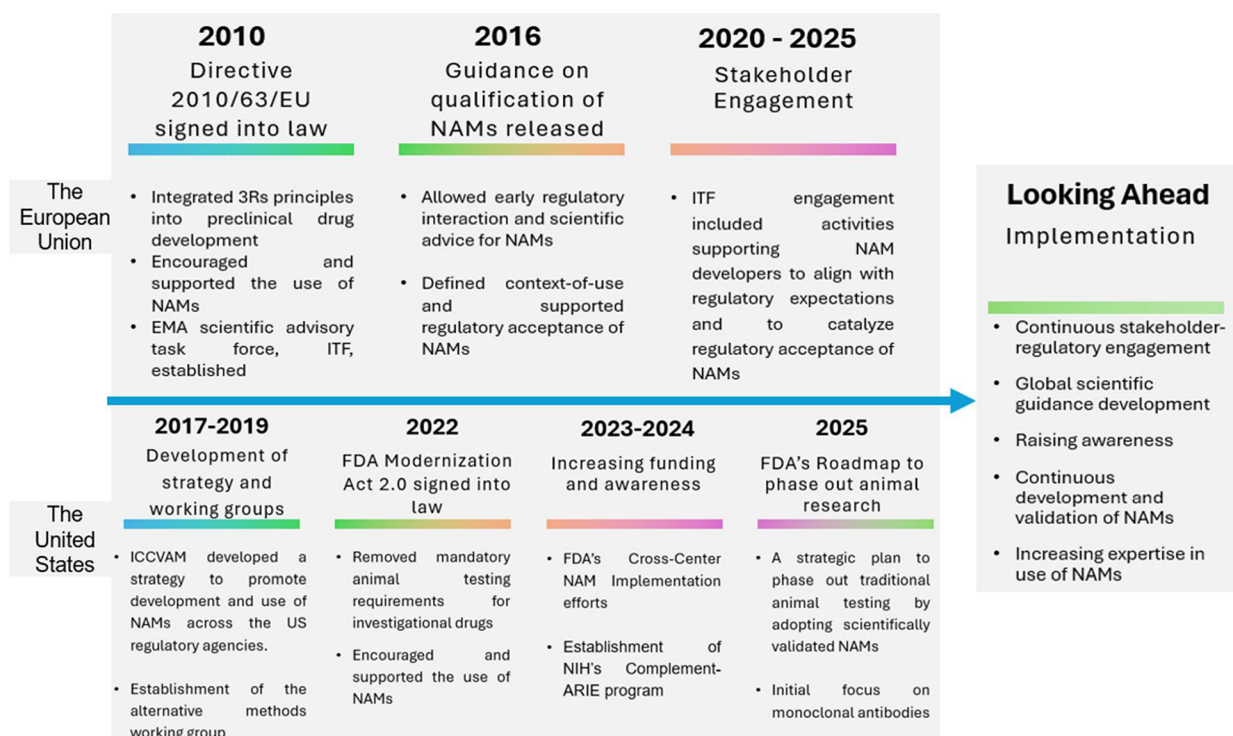 2010
Directive
2010/63/EU
signed into law
2016
Guidance on
qualification of
NAMs released
2020 - 2025
Stakeholder
Engagement
The
European
Union
• Integrated 3Rs principles
into preclinical drug
development
• Encouraged and
supported the use of
NAMs
• EMA scientific advisory
task force, ITF,
established
• Allowed early regulatory
interaction and scientific
advice for NAMs
• Defined context-of-use
and supported
regulatory acceptance of
NAMs
• ITF engagement
included activities
supporting NAM
developers to align with
regulatory expectations
and to catalyze
regulatory acceptance of
NAMs
2017-2019
Development of
strategy and
working groups
2022
FDA Modernization
Act 2.0 signed into
law
2023-2024
Increasing funding
and awareness
2025
FDA's Roadmap to
phase out animal
research
The
United
States
• ICCVAM developed a
strategy to promote
development and use of
NAMs across the US
regulatory agencies.
• Establishment of the
alternative methods
working group
• Removed mandatory
animal testing
requirements for
investigational drugs
• Encouraged and
supported the use of
NAMs
• FDA's Cross-Center
NAM Implementation
efforts
• Establishment of
NIH's Complement-
ARIE program
• A strategic plan to
phase out traditional
animal testing by
adopting scientifically
validated NAMs
• Initial focus on
monoclonal antibodies
Looking Ahead
Implementation
• Continuous stakeholder-
regulatory engagement
• Global scientific
guidance development
• Raising awareness
• Continuous
development and
validation of NAMs
• Increasing expertise in
use of NAMs